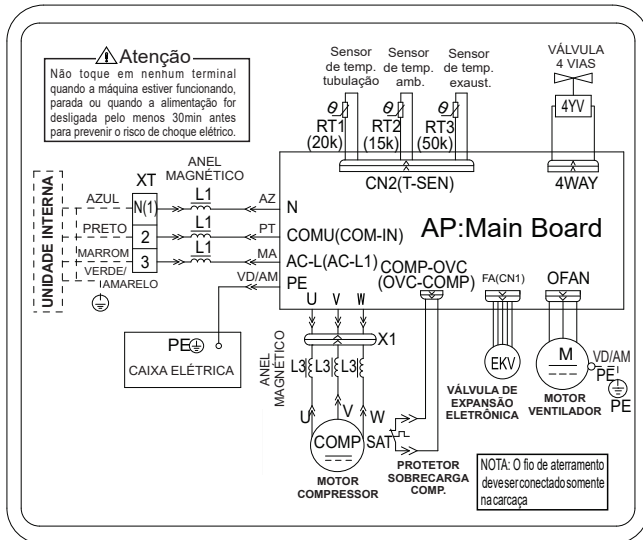 Atenção
Não toque em nenhum terminal
quando a máquina estiver funcionando,
parada ou quando a alimentação for
desligada pelo menos 30min antes
para prevenir o risco de choque elétrico.
Sensor
de temp.
tubulação
Sensor
de temp.
amb.
Sensor
de temp.
exaust.
VÁLVULA
4 VIAS
4YV
RT1
(20k)
RT2
(15k)
RT3
(50k)
CN2(T-SEN)
4WAY
UNIDADE INTERNA
XT
ANEL
MAGNÉTICO
AZUL
N(1)
L1
AZ
N
PRETO
2
L1
PT
COMU(COM-IN)
MARROM
3
L1
MA
AC-L(AC-L1)
VERDE/
AMARELO
VD/AM
PE
AP:Main Board
COMP-OVC
(OVC-COMP)
FA(CN1)
OFAN
U V W
X1
PE
CAIXA ELÉTRICA
ANEL
MAGNÉTICO
L3 L3 L3
U V W
COMP
SAT
MOTOR
COMPRESSOR
PROTETOR
SOBRECARGA
COMP.
EKV
VÁLVULA DE
EXPANSÃO
ELETRÔNICA
M
MOTOR
VENTILADOR
VD/AM
PE
PE
NOTA: O fio de aterramento
deve ser conectado somente
na carcaça